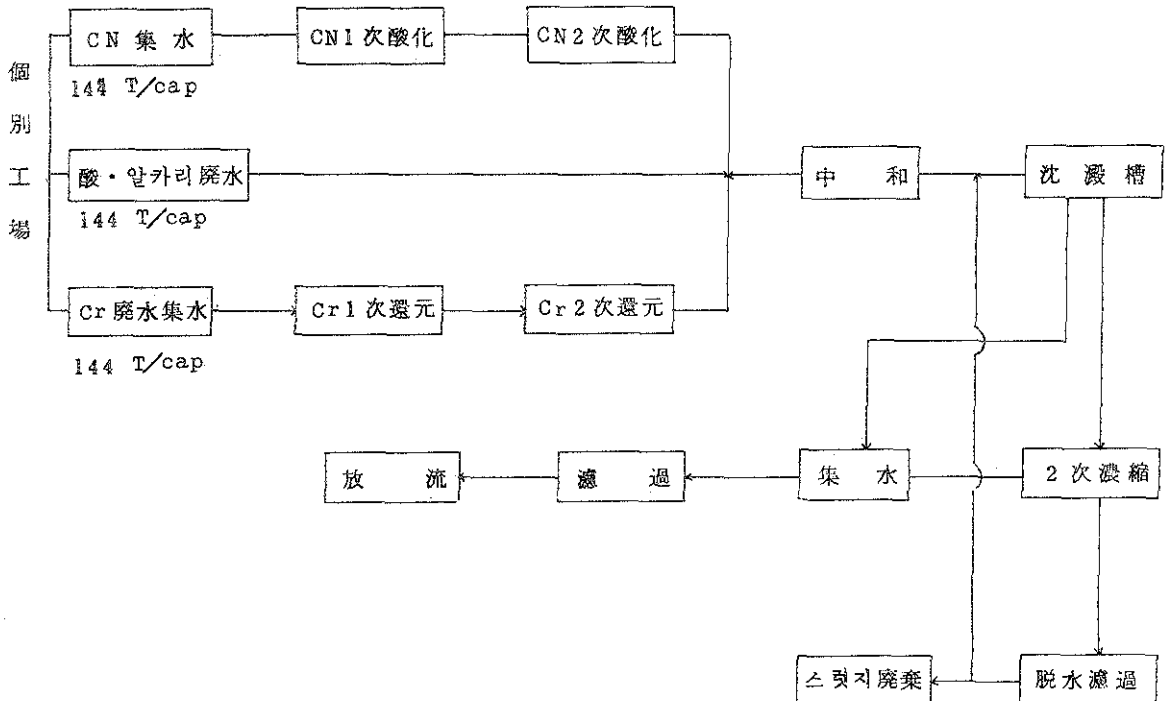 個別工場
CN 集水
CN1次酸化
CN2次酸化
144 T/cap
酸・알카리廃水
中和
沈澱槽
144 T/cap
Cr廃水集水
Cr1次還元
Cr2次還元
144 T/cap
放流
濾過
集水
2次濃縮
스럿지廃棄
脱水濾過